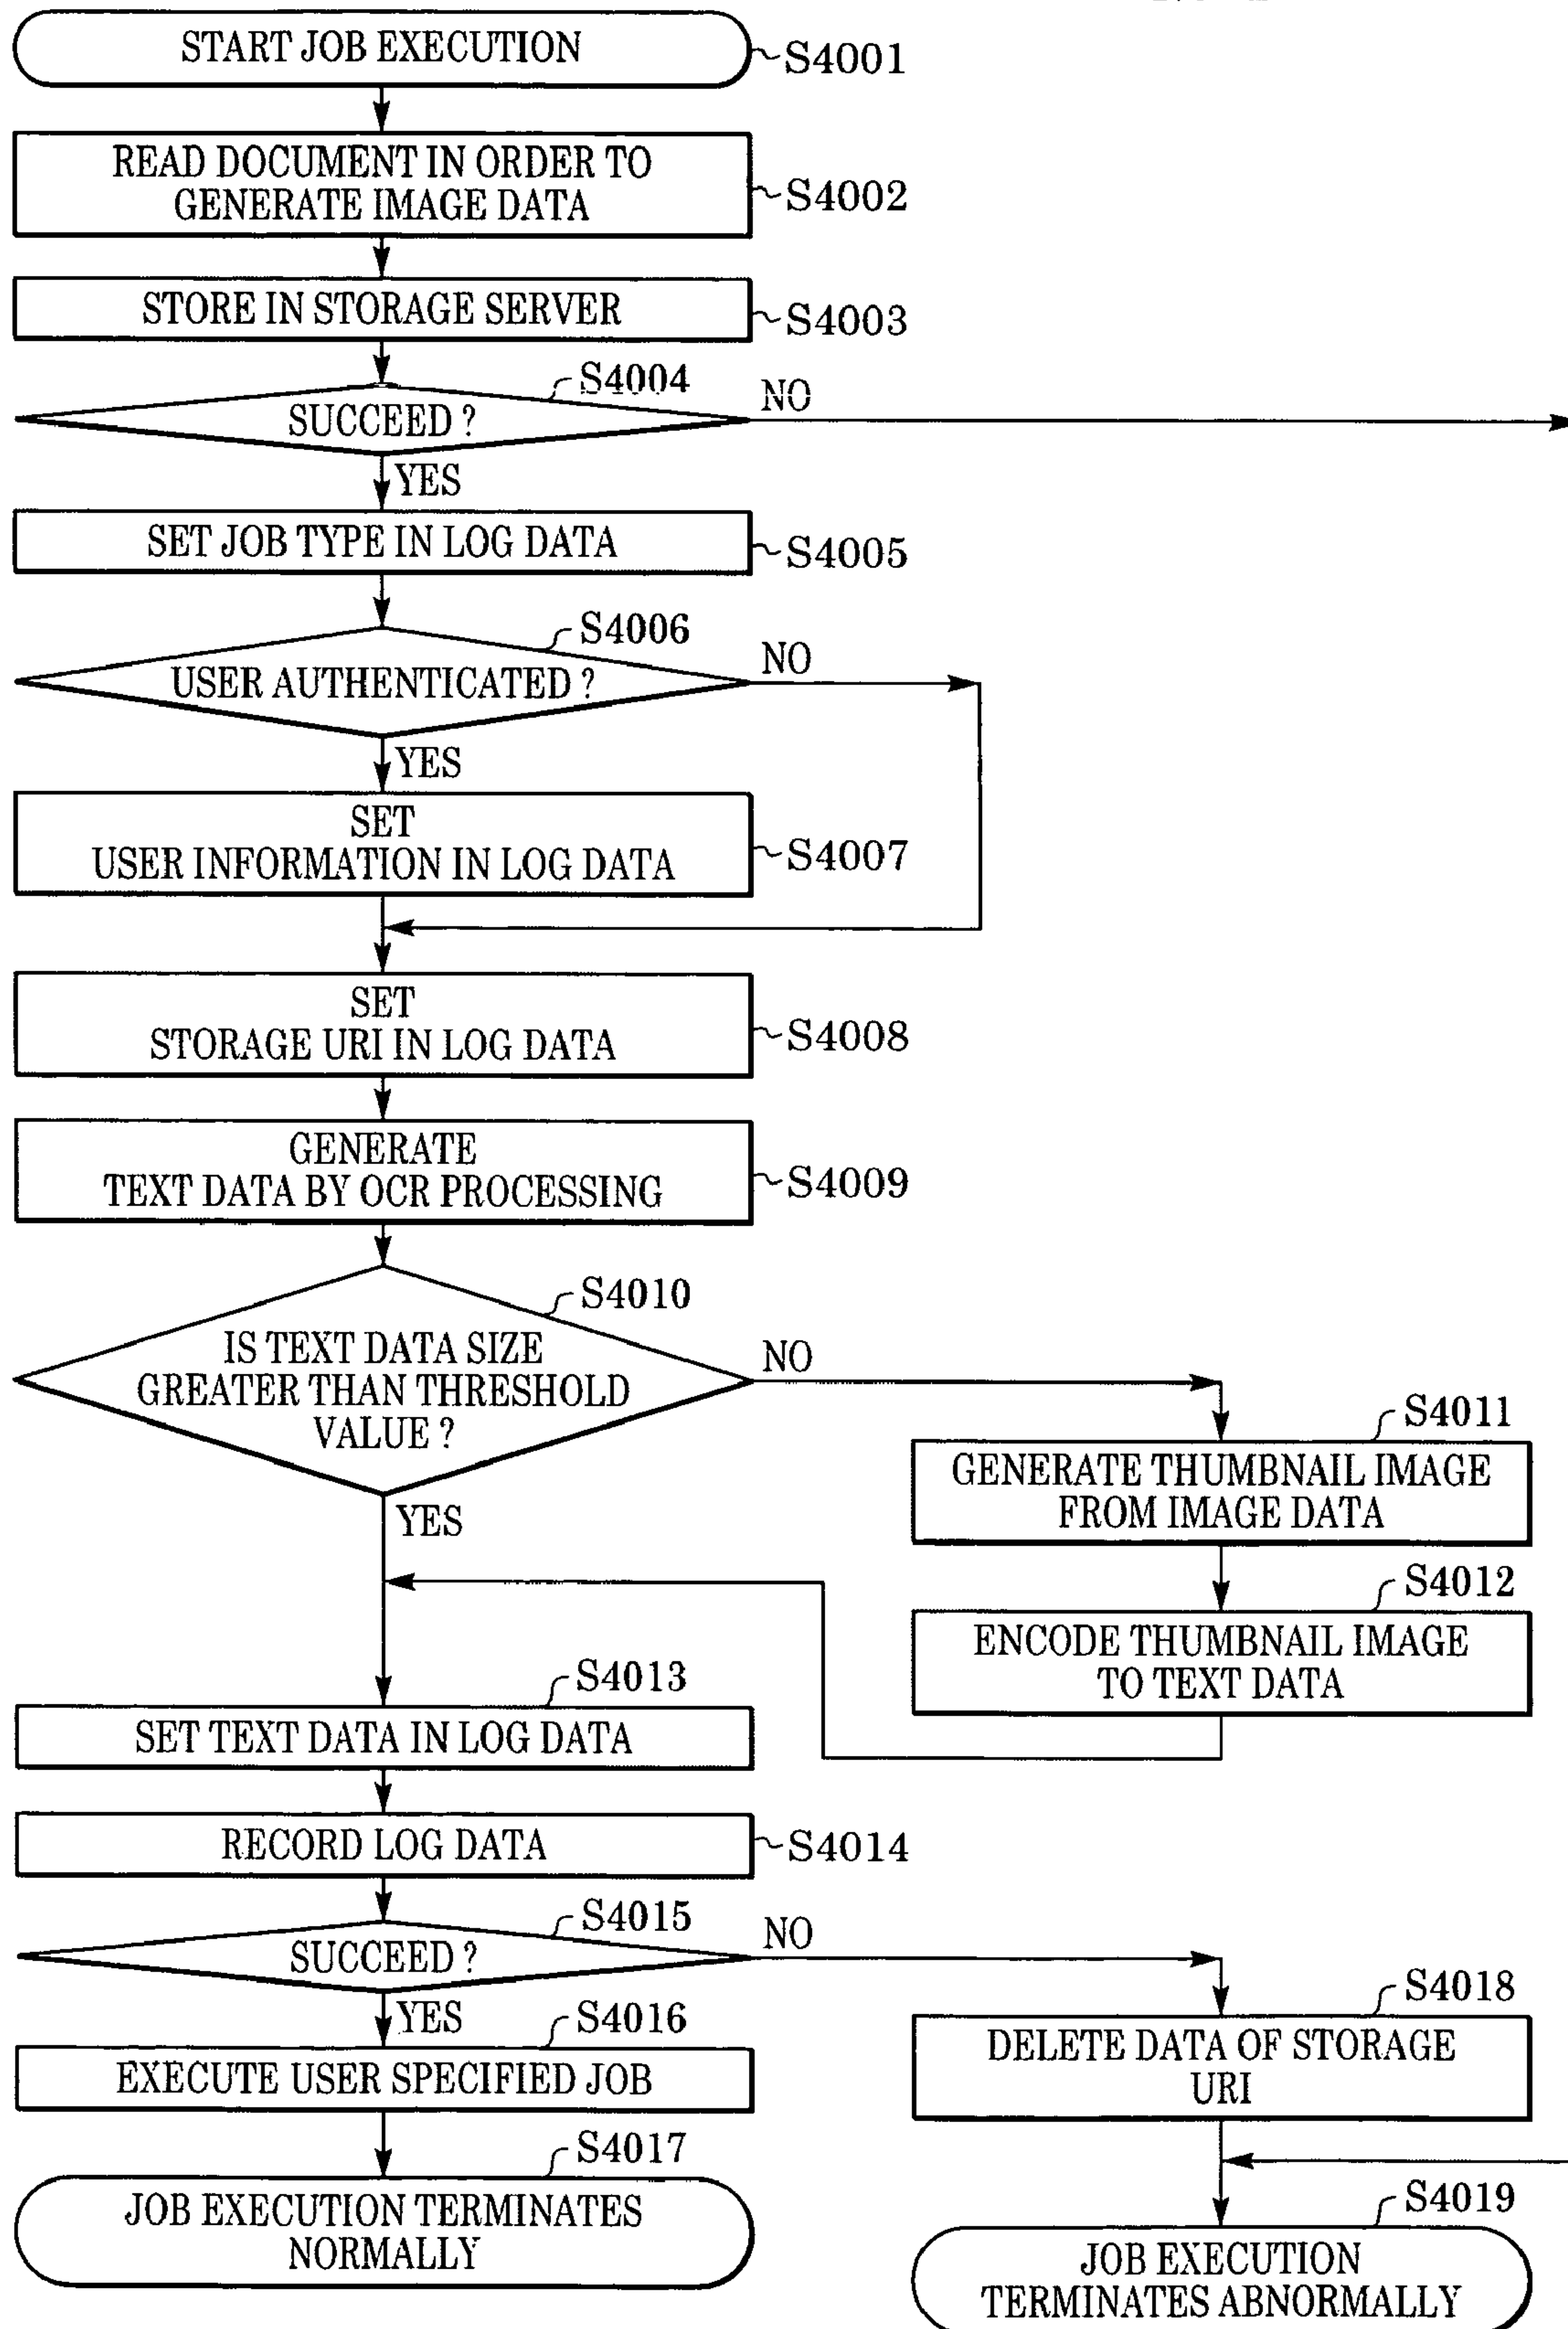 START JOB EXECUTION
S4001
READ DOCUMENT IN ORDER TO
GENERATE IMAGE DATA
S4002
STORE IN STORAGE SERVER
S4003
S4004
SUCCEED ?
NO
YES
SET JOB TYPE IN LOG DATA
S4005
S4006
USER AUTHENTICATED ?
NO
YES
SET
USER INFORMATION IN LOG DATA
S4007
SET
STORAGE URI IN LOG DATA
S4008
GENERATE
TEXT DATA BY OCR PROCESSING
S4009
S4010
IS TEXT DATA SIZE
GREATER THAN THRESHOLD
VALUE ?
NO
YES
S4011
GENERATE THUMBNAIL IMAGE
FROM IMAGE DATA
S4012
ENCODE THUMBNAIL IMAGE
TO TEXT DATA
S4013
SET TEXT DATA IN LOG DATA
RECORD LOG DATA
S4014
S4015
SUCCEED ?
NO
YES
S4016
EXECUTE USER SPECIFIED JOB
S4017
JOB EXECUTION TERMINATES
NORMALLY
S4018
DELETE DATA OF STORAGE
URI
S4019
JOB EXECUTION
TERMINATES ABNORMALLY